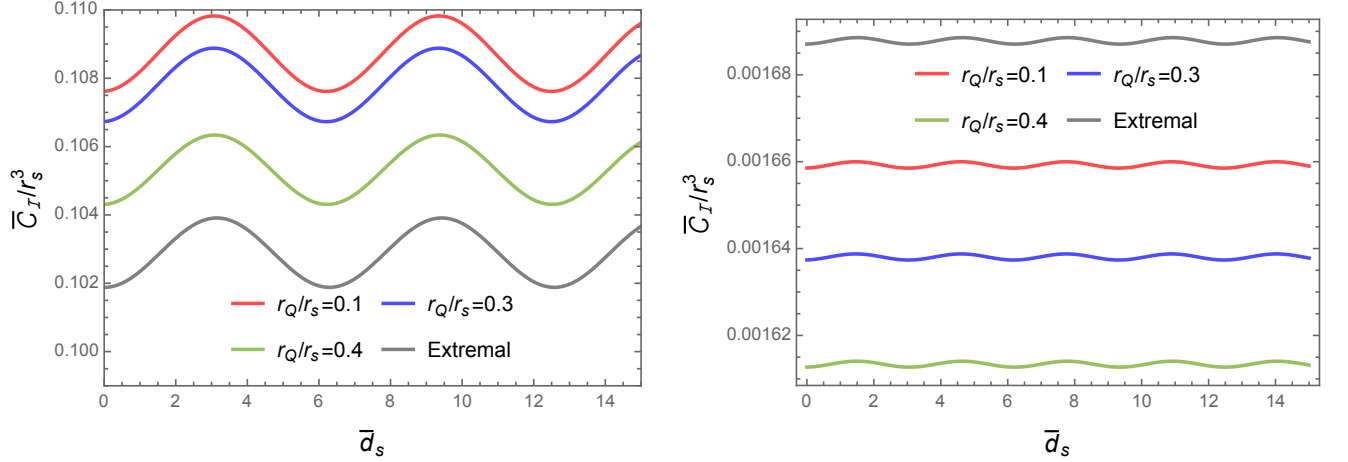 0.110
0.108
0.106
0.104
0.102
0.100
C̅_I/r_s^3
0 2 4 6 8 10 12 14
d̅_s
r_Q/r_s=0.1 r_Q/r_s=0.3
r_Q/r_s=0.4 Extremal
0.00168
0.00166
0.00164
0.00162
C̅_I/r_s^3
0 2 4 6 8 10 12 14
d̅_s
r_Q/r_s=0.1 r_Q/r_s=0.3
r_Q/r_s=0.4 Extremal